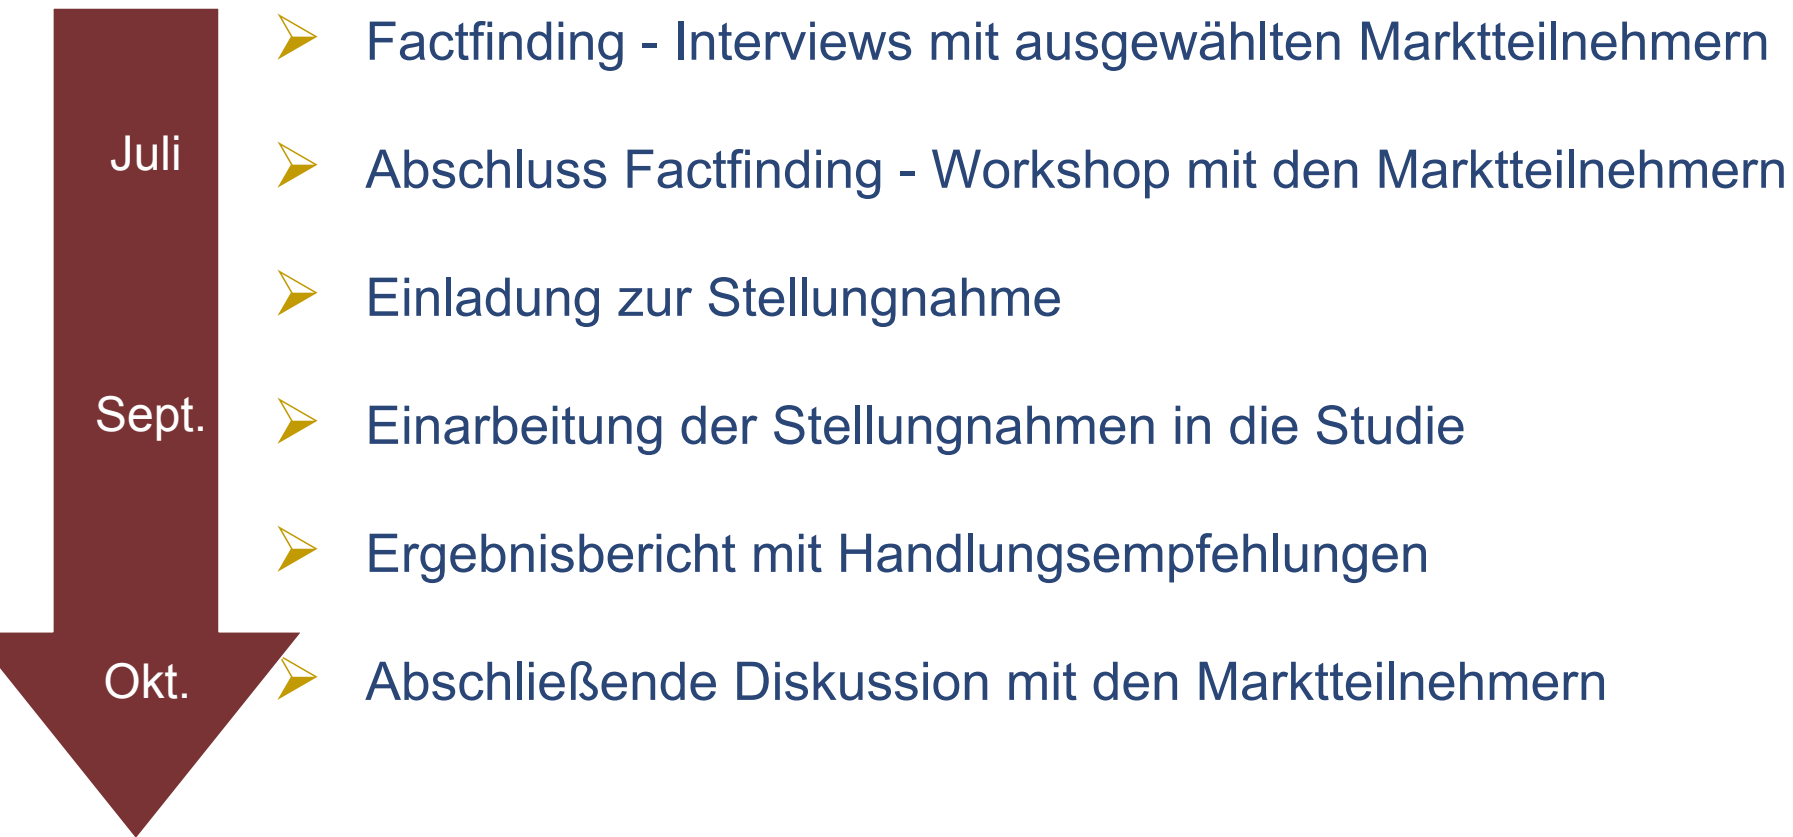 Factfinding - Interviews mit ausgewählten Marktteilnehmern
Juli
Abschluss Factfinding - Workshop mit den Marktteilnehmern
Einladung zur Stellungnahme
Sept.
Einarbeitung der Stellungnahmen in die Studie
Ergebnisbericht mit Handlungsempfehlungen
Okt.
Abschließende Diskussion mit den Marktteilnehmern